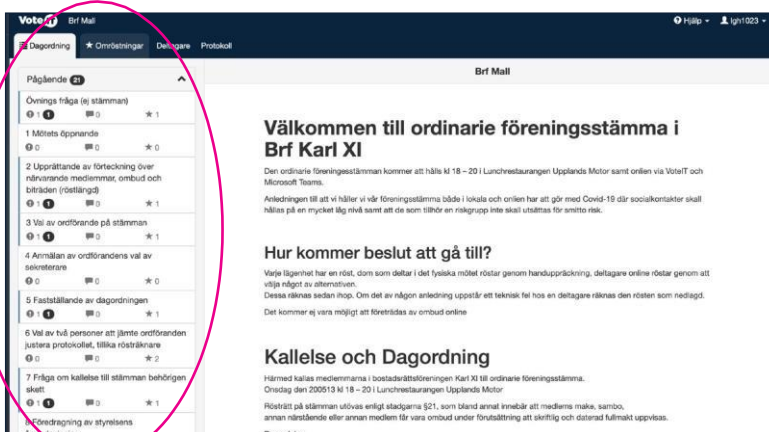 VoteIT Brf Mall Hjälp lgh1023
Dagordning Omröstningar Deltagare Protokoll
Pågående 21
Övnings fråga (ej stämman)
1 1 0 1
1 Mötets öppnande
0 0 0
2 Upprättande av förteckning över
närvarande medlemmar, ombud och
biträden (röstlängd)
1 1 0 1
3 Val av ordförande på stämman
1 1 0 1
4 Anmälan av ordförandens val av
sekreterare
0 0 0
5 Fastställande av dagordningen
1 1 0 1
6 Val av två personer att jämte ordföranden
justera protokollet, tillika rösträknare
0 0 2
7 Fråga om kallelse till stämman behörigen
skett
1 1 0 1
8 Föredragning av styrelsens
Brf Mall
Välkommen till ordinarie föreningsstämma i
Brf Karl XI
Den ordinarie föreningesstämman kommer att hålls kl 18 – 20 i Lunchrestaurangen Upplands Motor samt onlien via VoteIT och
Microsoft Teams.
Anledningen till att vi håller vi vår föreningsstämma både i lokala och onlien har att gör med Covid-19 där socialkontakter skall
hållas på en mycket låg nivå samt att de som tillhör en riskgrupp inte skall utsättas för smitto risk.
Hur kommer beslut att gå till?
Varje lägenhet har en röst, dom som deltar i det fysiska mötet röstar genom handuppräckning, deltagare online röstar genom att
välja något av alternativen.
Dessa räknas sedan ihop. Om det av någon anledning uppstår ett teknisk fel hos en deltagare räknas den rösten som nedlagd.
Det kommer ej vara möjligt att företrädas av ombud online
Kallelse och Dagordning
Härmed kallas medlemmarna i bostadsrättsföreningen Karl XI till ordinarie föreningsstämma.
Onsdag den 200513 kl 18 – 20 i Lunchrestaurangen Upplands Motor
Rösträtt på stämman utövas enligt stadgarna §21, som bland annat innebär att medlems make, sambo,
annan närstående eller annan medlem får vara ombud under förutsättning att skriftlig och daterad fullmakt uppvisas.